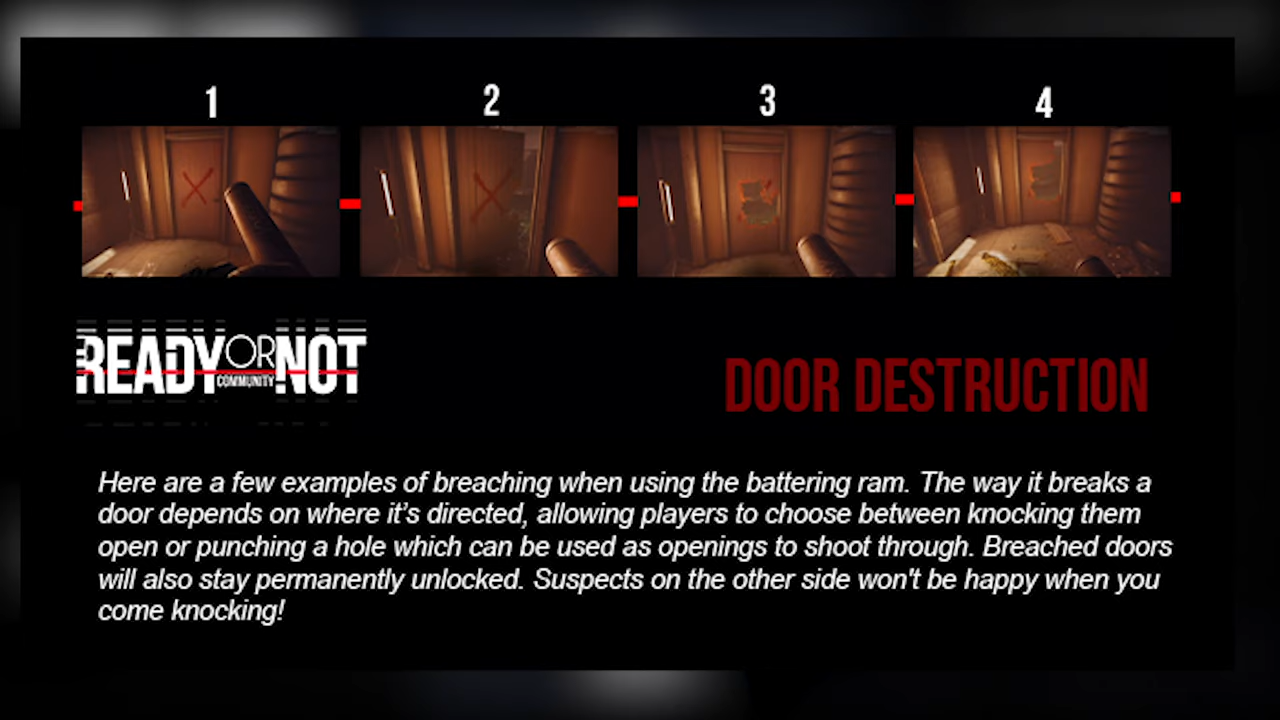 1 2 3 4
READY OR NOT
COMMUNITY
DOOR DESTRUCTION
Here are a few examples of breaching when using the battering ram. The way it breaks a
door depends on where it’s directed, allowing players to choose between knocking them
open or punching a hole which can be used as openings to shoot through. Breached doors
will also stay permanently unlocked. Suspects on the other side won't be happy when you
come knocking!